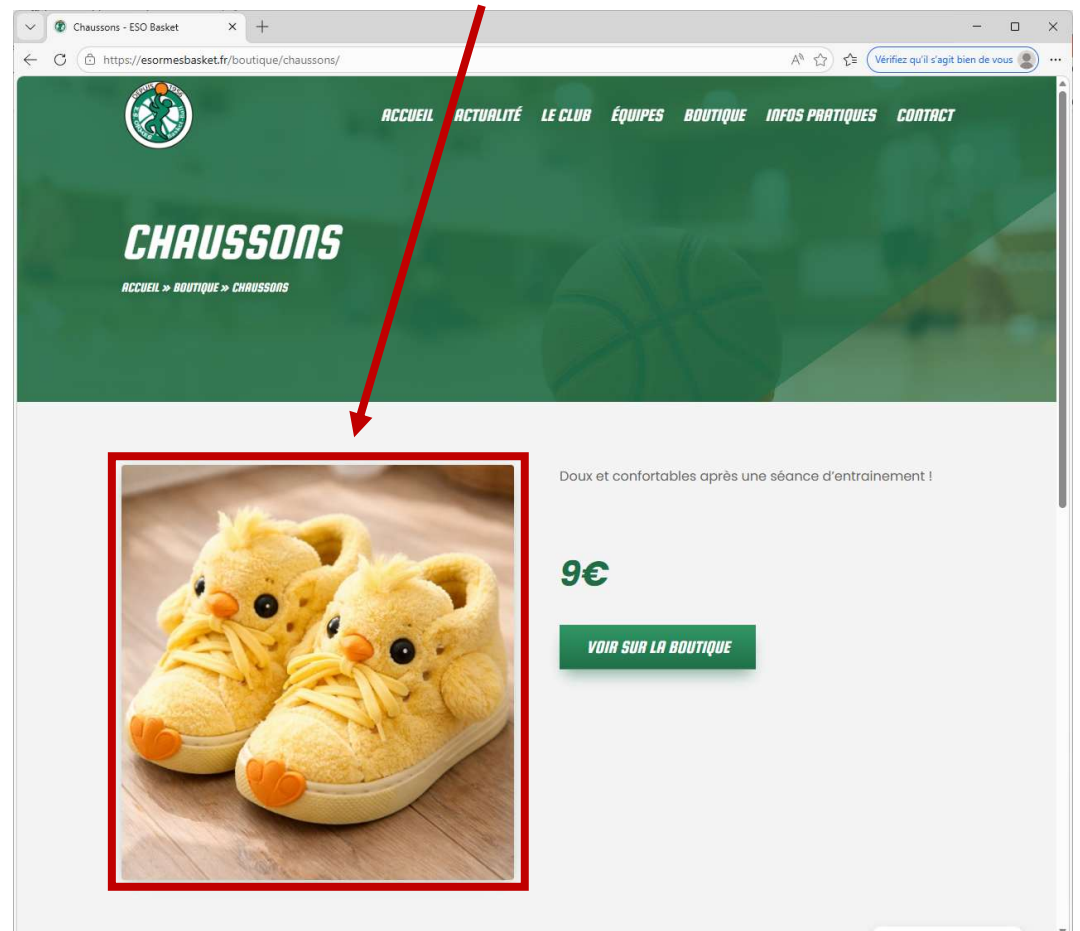 Chaussons - ESO Basket
https://esormesbasket.fr/boutique/chaussons/
Vérifiez qu'il s'agit bien de vous
DEPUIS 1950
ACCUEIL ACTUALITÉ LE CLUB ÉQUIPES BOUTIQUE INFOS PRATIQUES CONTACT
CHAUSSONS
ACCUEIL » BOUTIQUE » CHAUSSONS
Doux et confortables après une séance d'entrainement !
9€
VOIR SUR LA BOUTIQUE